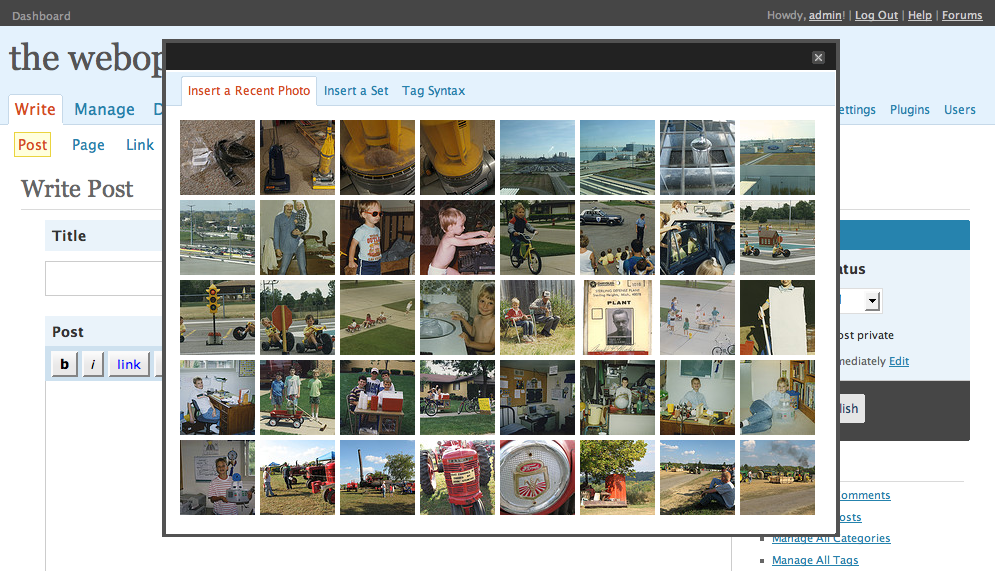 Dashboard
Howdy, admin! | Log Out | Help | Forums
the webop
Insert a Recent Photo Insert a Set Tag Syntax
Write Manage D
ettings Plugins Users
Post Page Link
Write Post
Title
atus
ost private
Post
mediately Edit
b i link
lish
PLANT
omments
osts
Manage All Categories
Manage All Tags